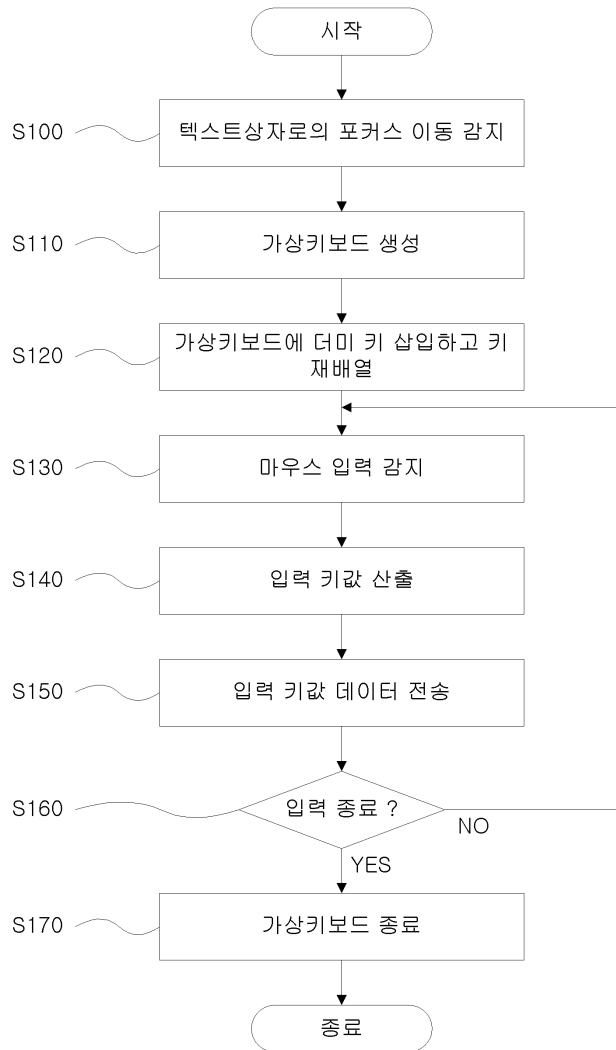 시작
S100
텍스트상자로의 포커스 이동 감지
S110
가상키보드 생성
S120
가상키보드에 더미 키 삽입하고 키
재배열
S130
마우스 입력 감지
S140
입력 키값 산출
S150
입력 키값 데이터 전송
S160
입력 종료 ?
NO
YES
S170
가상키보드 종료
종료